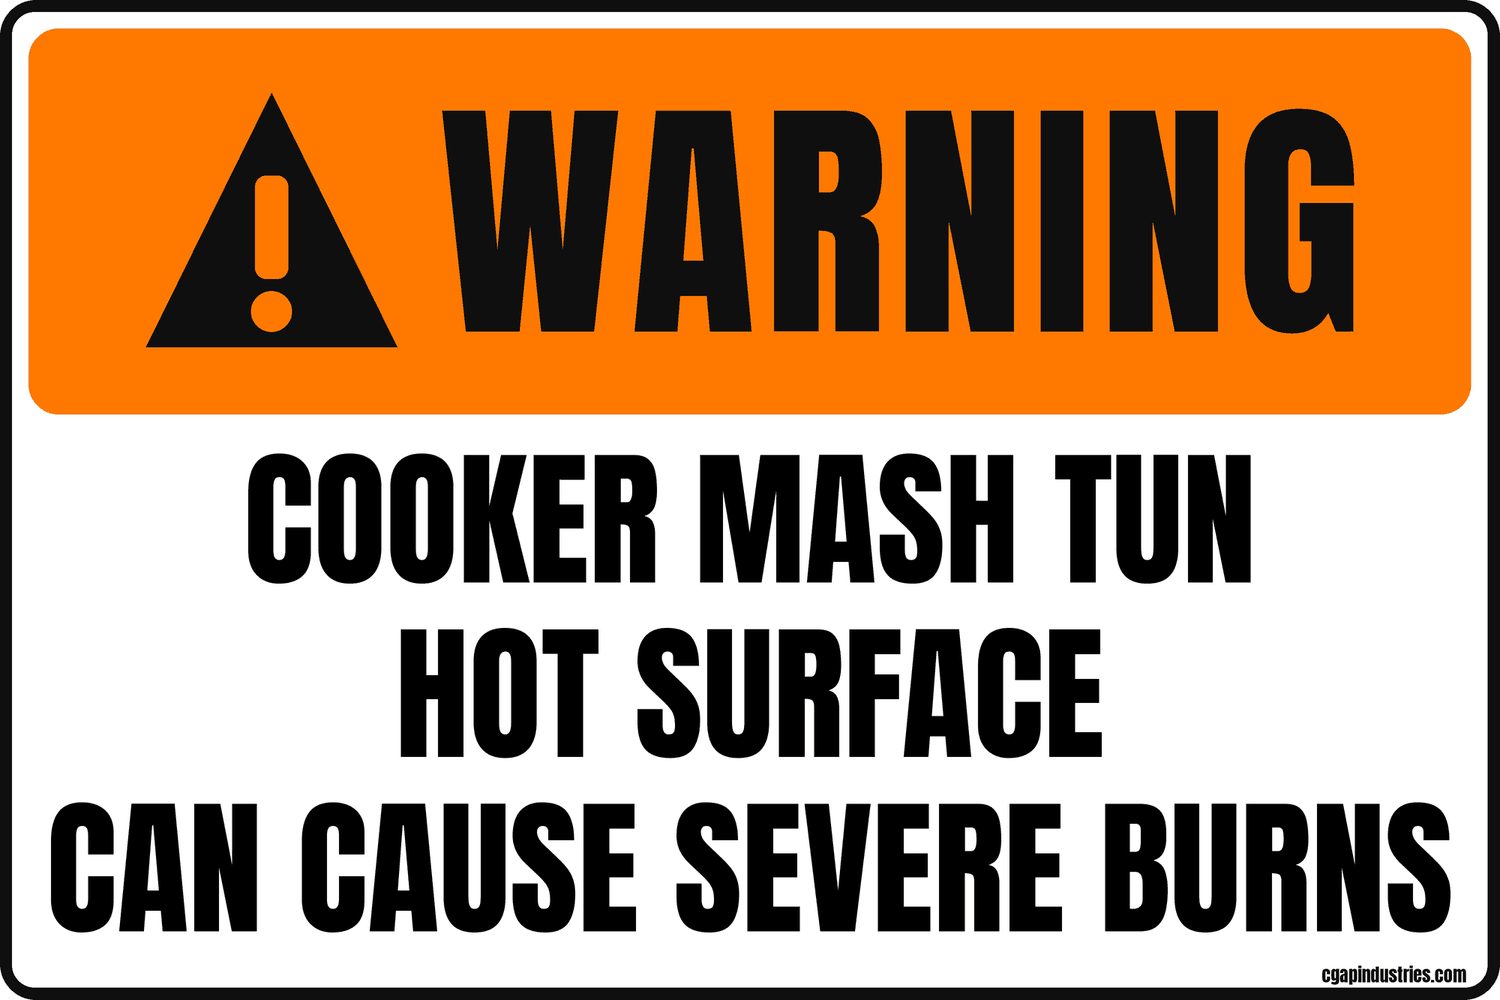 WARNING
COOKER MASH TUN
HOT SURFACE
CAN CAUSE SEVERE BURNS
cgapindustries.com